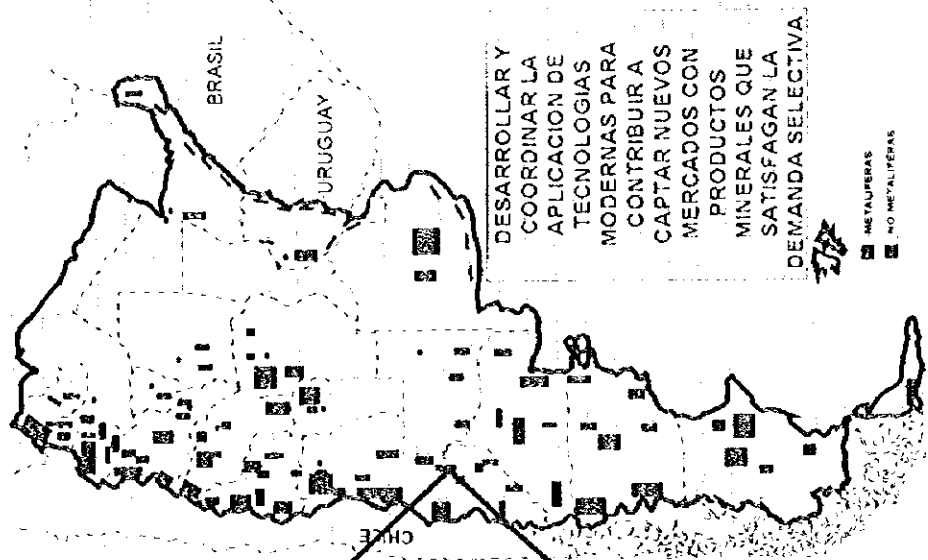 BRASIL
URUGUAY
CHILE
DESARROLLAR Y
COORDINAR LA
APLICACION DE
TECNOLOGIAS
MODERNAS PARA
CONTRIBUIR A
CAPTAR NUEVOS
MERCADOS CON
PRODUCTOS
MINERALES QUE
SATISFAGAN LA
DEMANDA SELECTIVA
METALIFERAS
NO METALIFERAS